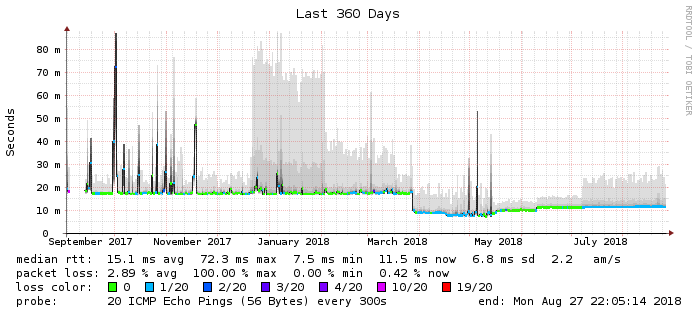 Last 360 Days
RRDTOOL / TOBI OETIKER
Seconds
80 m
70 m
60 m
50 m
40 m
30 m
20 m
10 m
0
September 2017 November 2017 January 2018 March 2018 May 2018 July 2018
median rtt: 15.1 ms avg 72.3 ms max 7.5 ms min 11.5 ms now 6.8 ms sd 2.2 am/s
packet loss: 2.89 % avg 100.00 % max 0.00 % min 0.42 % now
loss color: 0 1/20 2/20 3/20 4/20 10/20 19/20
probe: 20 ICMP Echo Pings (56 Bytes) every 300s end: Mon Aug 27 22:05:14 2018